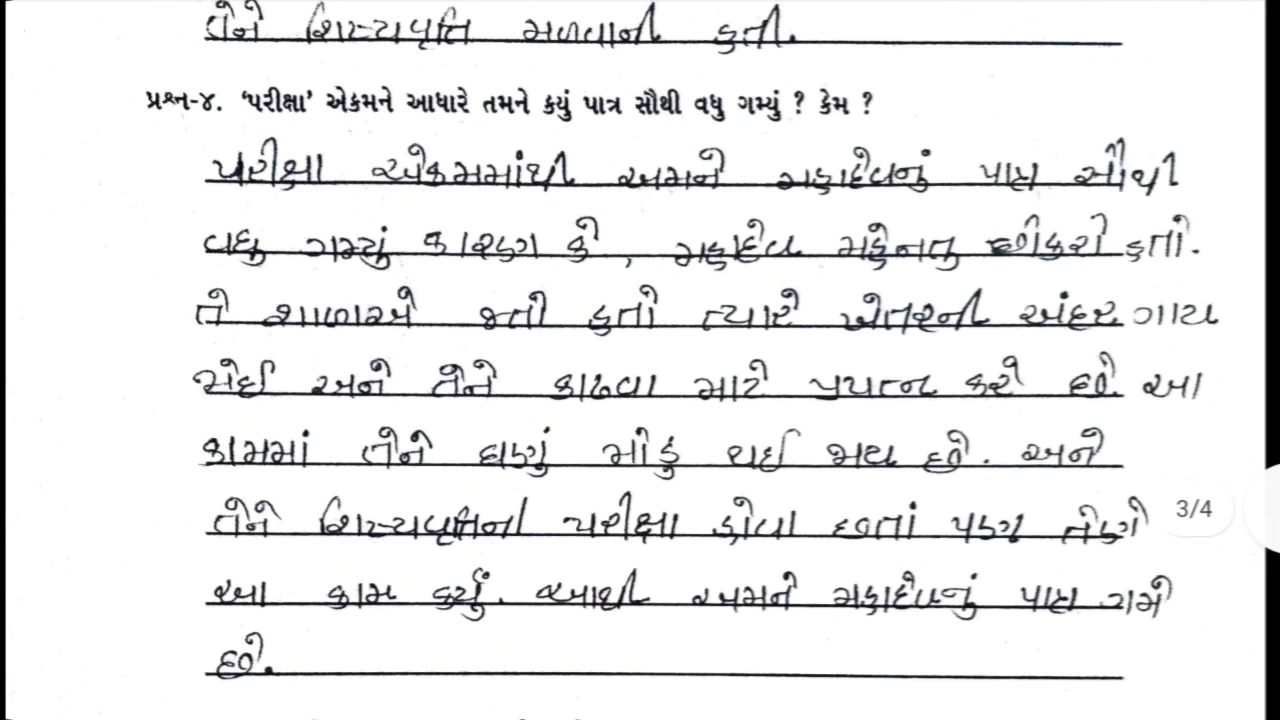 તેને શિષ્યવૃત્તિ મળવાની હતી.
પ્રશ્ન-૪. ‘પરીક્ષા’ એકમને આધારે તમને કયું પાત્ર સૌથી વધુ ગમ્યું ? કેમ ?
પરીક્ષા એકમમાંથી અમને મહાદેવનું પાત્ર સૌથી
વધુ ગમ્યું કારણ કે , મહાદેવ મહેનતુ છોકરો હતો.
તે શાળાએ જતો હતો ત્યારે ખેતરની અંદર ગાય
જોઈ અને તેને કાઢવા માટે પ્રયત્ન કરે છે. આ
કામમાં તેને ઘણું મોડું થઈ જાય છે. અને
તેને શિષ્યવૃત્તિની પરીક્ષા હોવા છતાં પણ તેણે
આ કામ કર્યું. આથી અમને મહાદેવનું પાત્ર ગમે
છે.
3/4